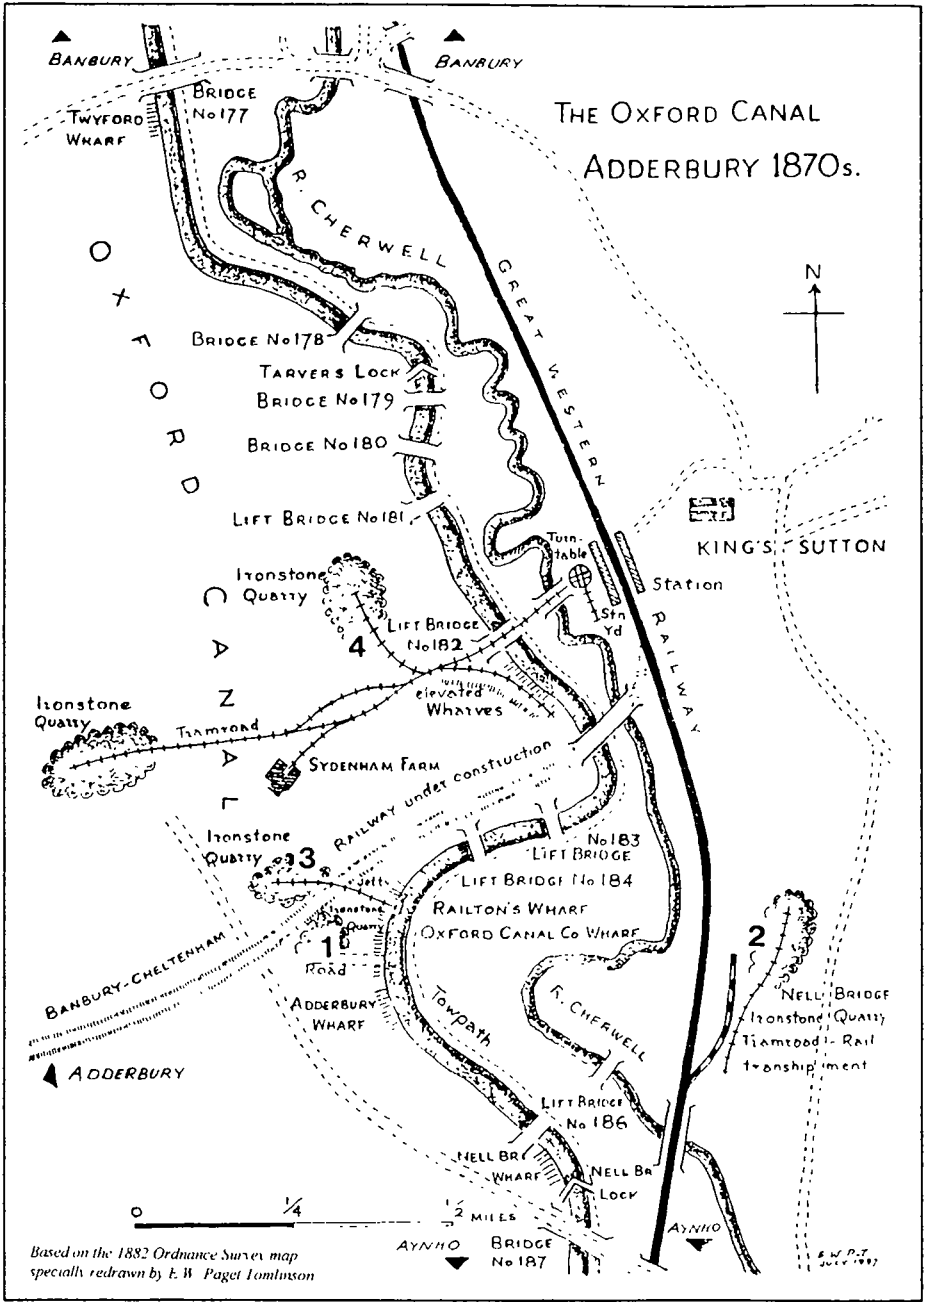 BANBURY
BANBURY
BRIDGE
No 177
TWYFORD
WHARF
THE OXFORD CANAL
ADDERBURY 1870s.
R. CHERWELL
OXFORD CANAL
GREAT WESTERN RAILWAY
N
BRIDGE No 178
TARVERS LOCK
BRIDGE No 179
BRIDGE No 180
LIFT BRIDGE No 181
KING'S SUTTON
Turn-
table
Station
Stn
Yd
Ironstone
Quarry
4
LIFT BRIDGE
No 182
elevated
Wharves
Ironstone
Quarry
Tramroad
SYDENHAM FARM
RAILWAY under construction
Ironstone
Quarry
3
Jett
No 183
LIFT BRIDGE
LIFT BRIDGE No 184
Ironstone
Quarry
1
Road
RAILTON'S WHARF
OXFORD CANAL Co WHARF
2
BANBURY-CHELTENHAM
ADDERBURY
WHARF
Towpath
R. CHERWELL
NELL BRIDGE
Ironstone Quarry
Tramroad - Rail
transhipment
ADDERBURY
LIFT BRIDGE
No 186
NELL BR
WHARF
NELL BR
LOCK
0 1/4 1/2 MILES
AYNHO
BRIDGE
No 187
AYNHO
Based on the 1882 Ordnance Survey map
specially redrawn by E. W. Paget Tomlinson
E W P-T
JULY 1997